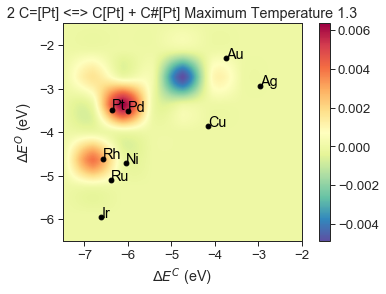 2 C=[Pt] <=> C[Pt] + C#[Pt] Maximum Temperature 1.3
−2
−3
−4
−5
−6
ΔE^O (eV)
Au
Ag
Pt
Pd
Cu
Rh
Ni
Ru
Ir
−7
−6
−5
−4
−3
−2
ΔE^C (eV)
0.006
0.004
0.002
0.000
−0.002
−0.004